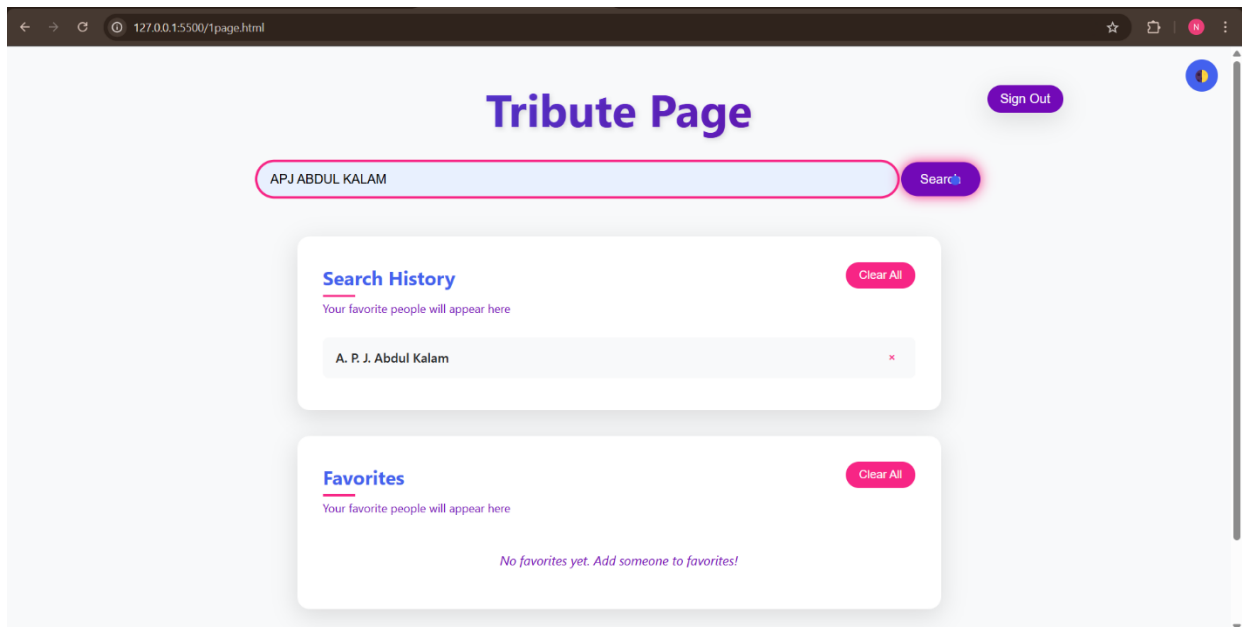 127.0.0.1:5500/1page.html
N
Tribute Page
Sign Out
APJ ABDUL KALAM
Search
Search History
Clear All
Your favorite people will appear here
A. P. J. Abdul Kalam
×
Favorites
Clear All
Your favorite people will appear here
No favorites yet. Add someone to favorites!